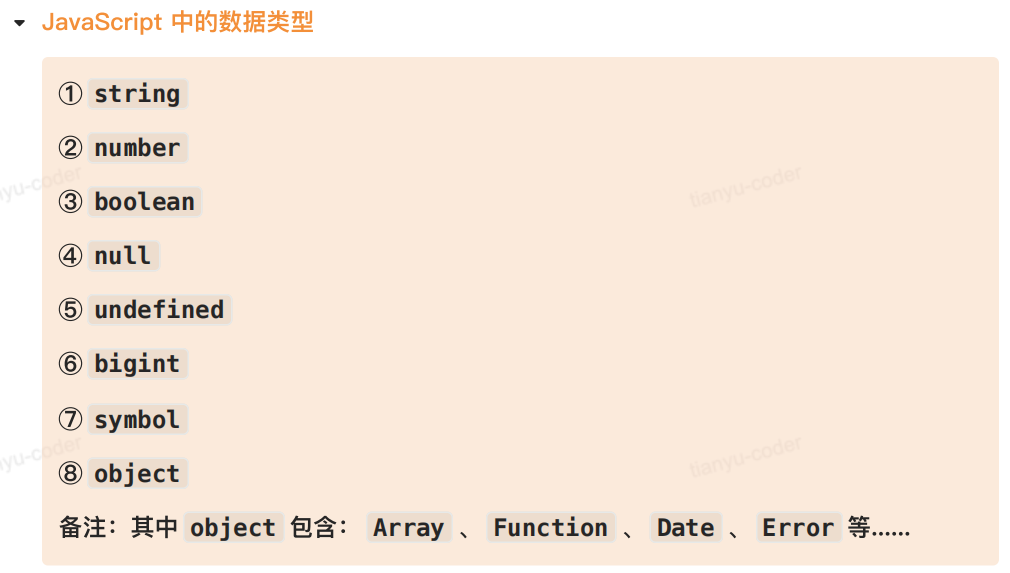 JavaScript 中的数据类型
① string
② number
③ boolean
④ null
⑤ undefined
⑥ bigint
⑦ symbol
⑧ object
备注：其中 object 包含： Array 、 Function 、 Date 、 Error 等......
yu-coder
tianyu-coder
yu-coder
tianyu-coder